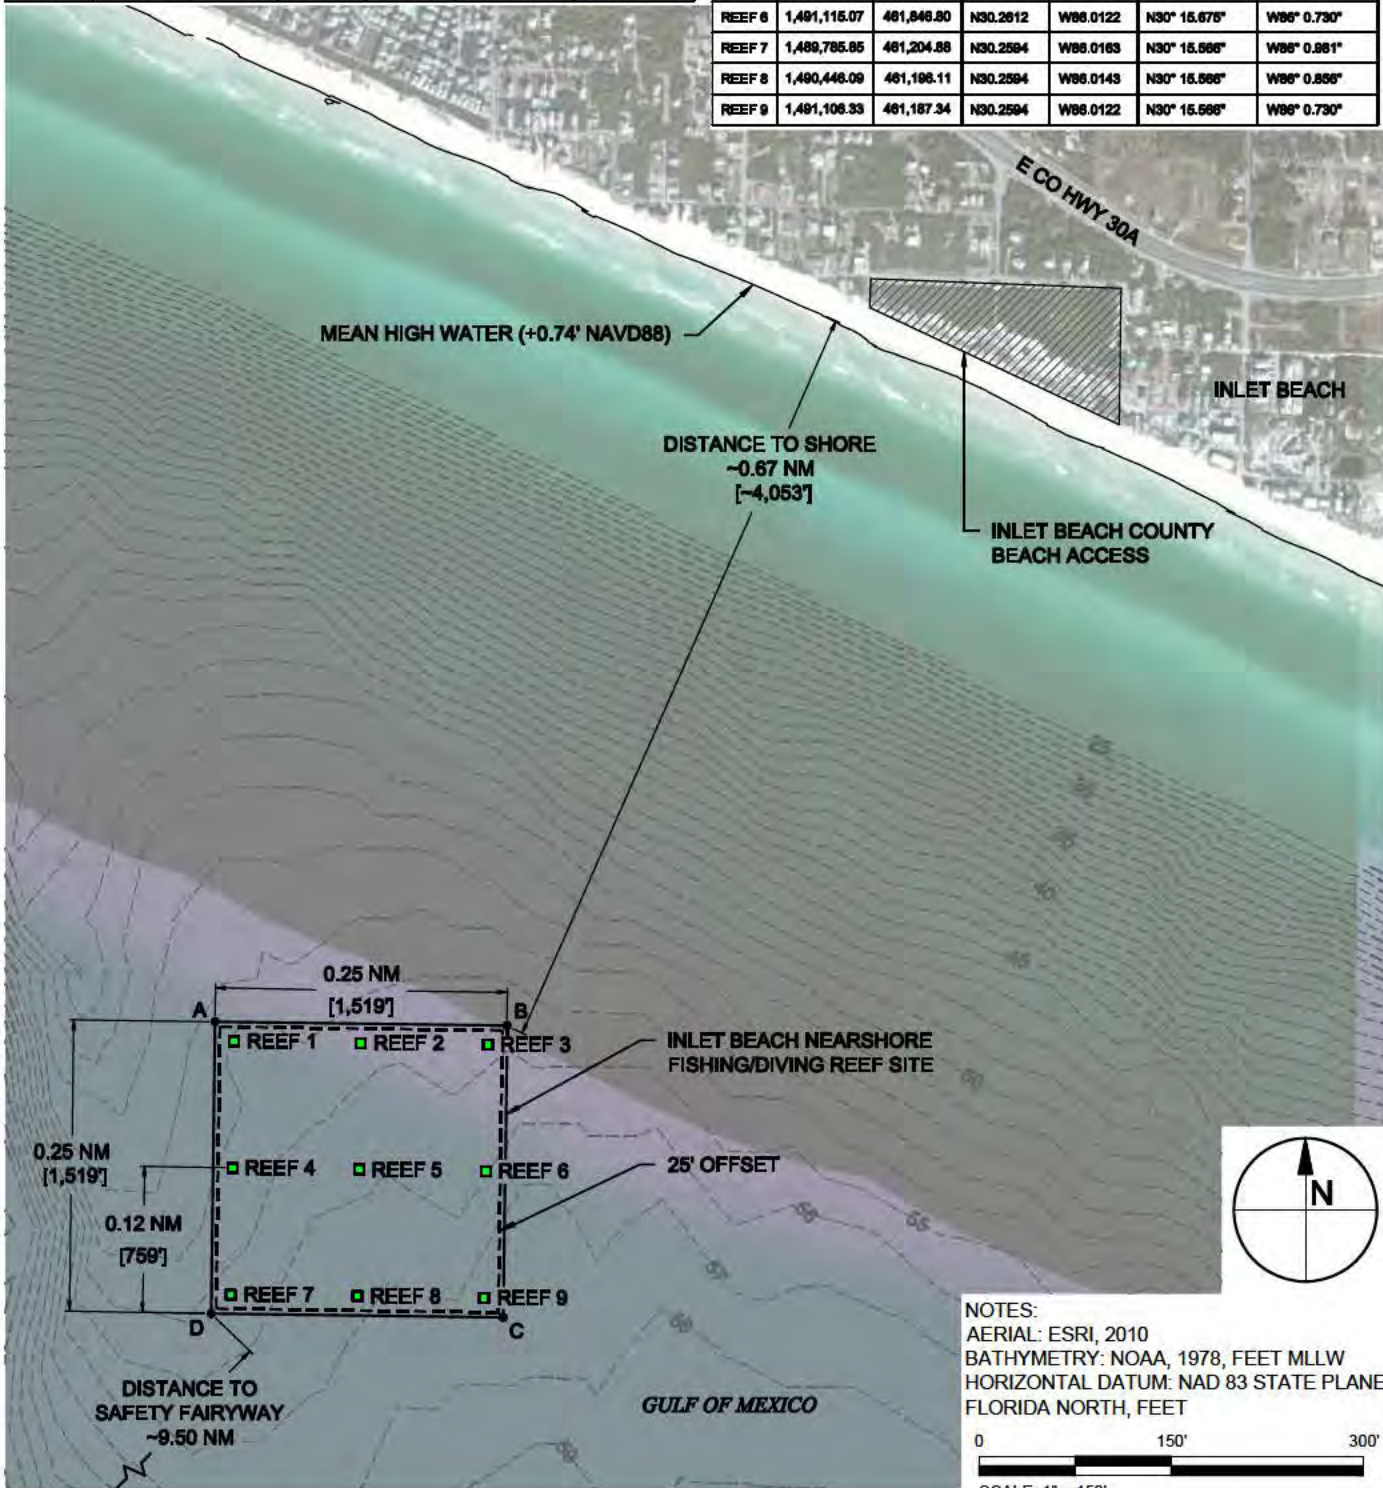 REEF 6 1,491,115.07 461,846.80 N30.2612 W86.0122 N30° 15.675" W86° 0.730"
REEF 7 1,489,785.85 461,204.88 N30.2594 W86.0163 N30° 15.566" W86° 0.981"
REEF 8 1,490,446.09 461,196.11 N30.2594 W86.0143 N30° 15.566" W86° 0.856"
REEF 9 1,491,106.33 461,187.34 N30.2594 W86.0122 N30° 15.566" W86° 0.730"
E CO HWY 30A
MEAN HIGH WATER (+0.74' NAVD88)
INLET BEACH
DISTANCE TO SHORE
~0.67 NM
[~4,053']
INLET BEACH COUNTY
BEACH ACCESS
40
0.25 NM
[1,519']
A
B
REEF 1
REEF 2
REEF 3
INLET BEACH NEARSHORE
FISHING/DIVING REEF SITE
0.25 NM
[1,519']
REEF 4
REEF 5
REEF 6
25' OFFSET
0.12 NM
[759']
N
REEF 7
REEF 8
REEF 9
D
C
DISTANCE TO
SAFETY FAIRYWAY
~9.50 NM
GULF OF MEXICO
NOTES:
AERIAL: ESRI, 2010
BATHYMETRY: NOAA, 1978, FEET MLLW
HORIZONTAL DATUM: NAD 83 STATE PLANE
FLORIDA NORTH, FEET
0 150' 300'